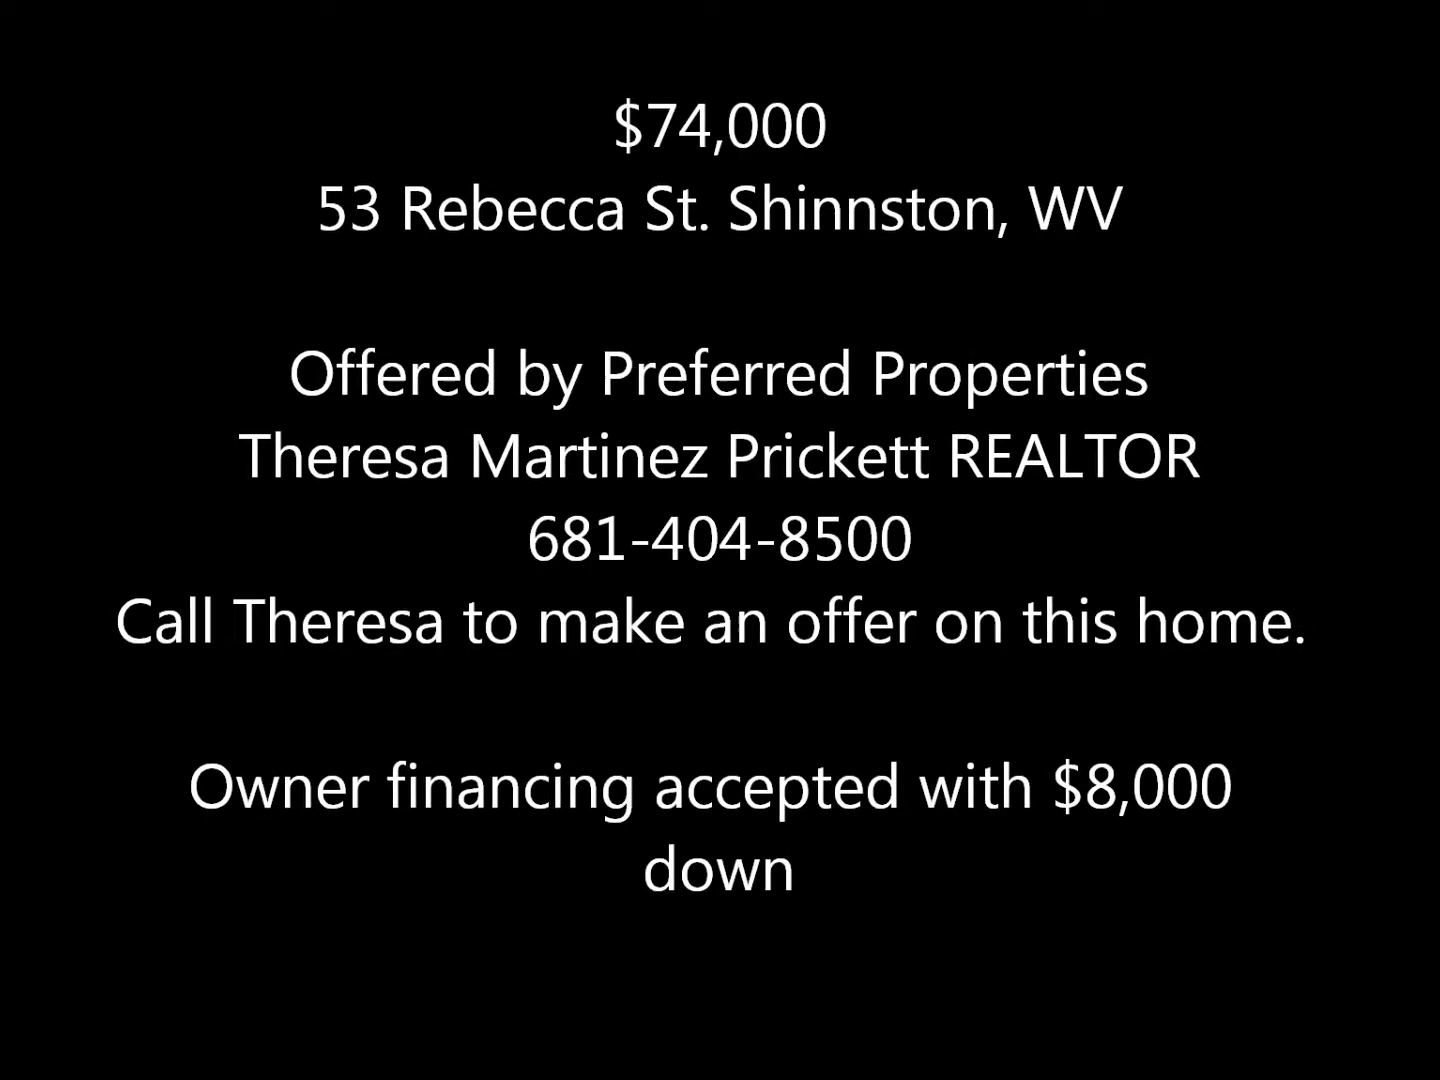 $74,000
53 Rebecca St. Shinnston, WV
Offered by Preferred Properties
Theresa Martinez Prickett REALTOR
681-404-8500
Call Theresa to make an offer on this home.
Owner financing accepted with $8,000
down